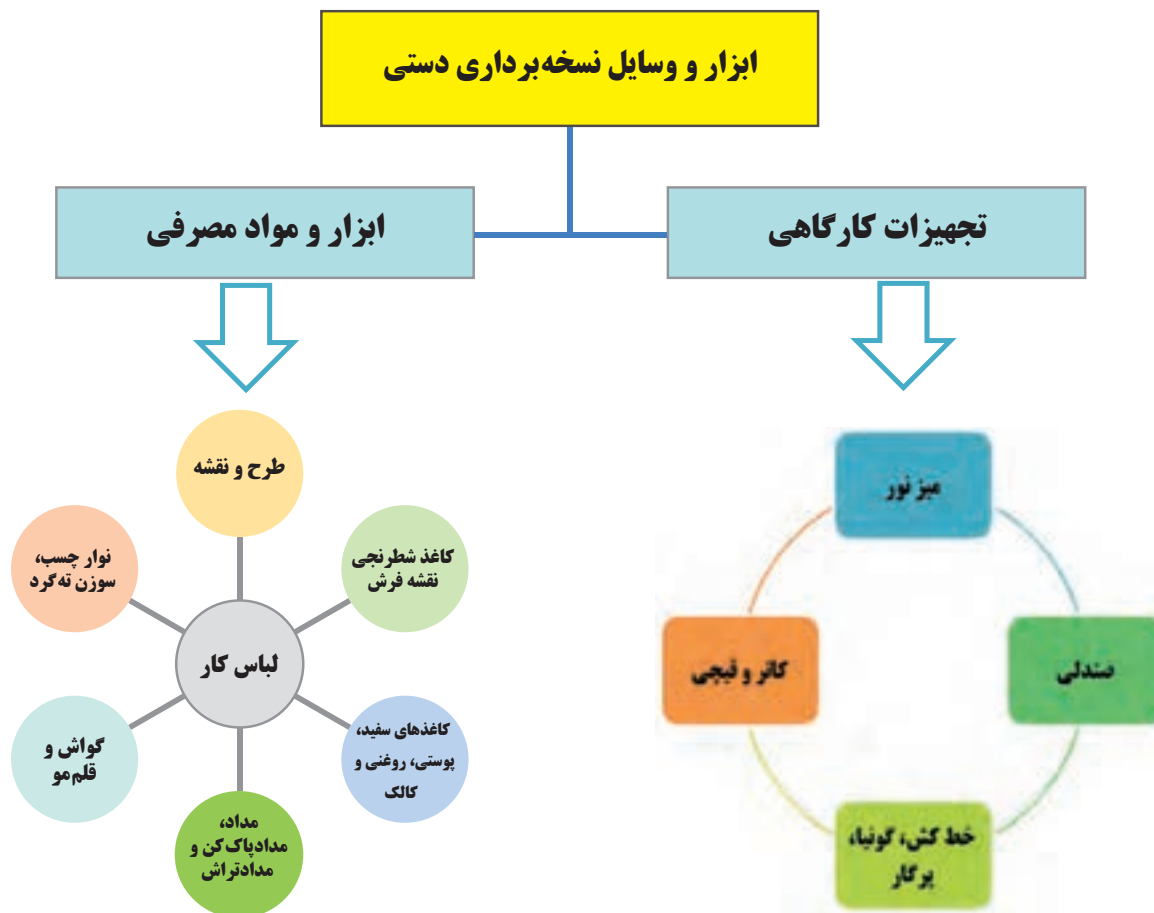 ابزار و وسایل نسخه‌برداری دستی
تجهیزات کارگاهی
ابزار و مواد مصرفی
میز نور
صندلی
خط کش، گونیا،
پرگار
کاتر و قیچی
طرح و نقشه
کاغذ شطرنجی
نقشه فرش
کاغذهای سفید،
پوستی، روغنی و
کالک
مداد،
مدادپاک‌کن و
مدادتراش
گواش و
قلم‌مو
نوار چسب،
سوزن ته‌گرد
لباس کار